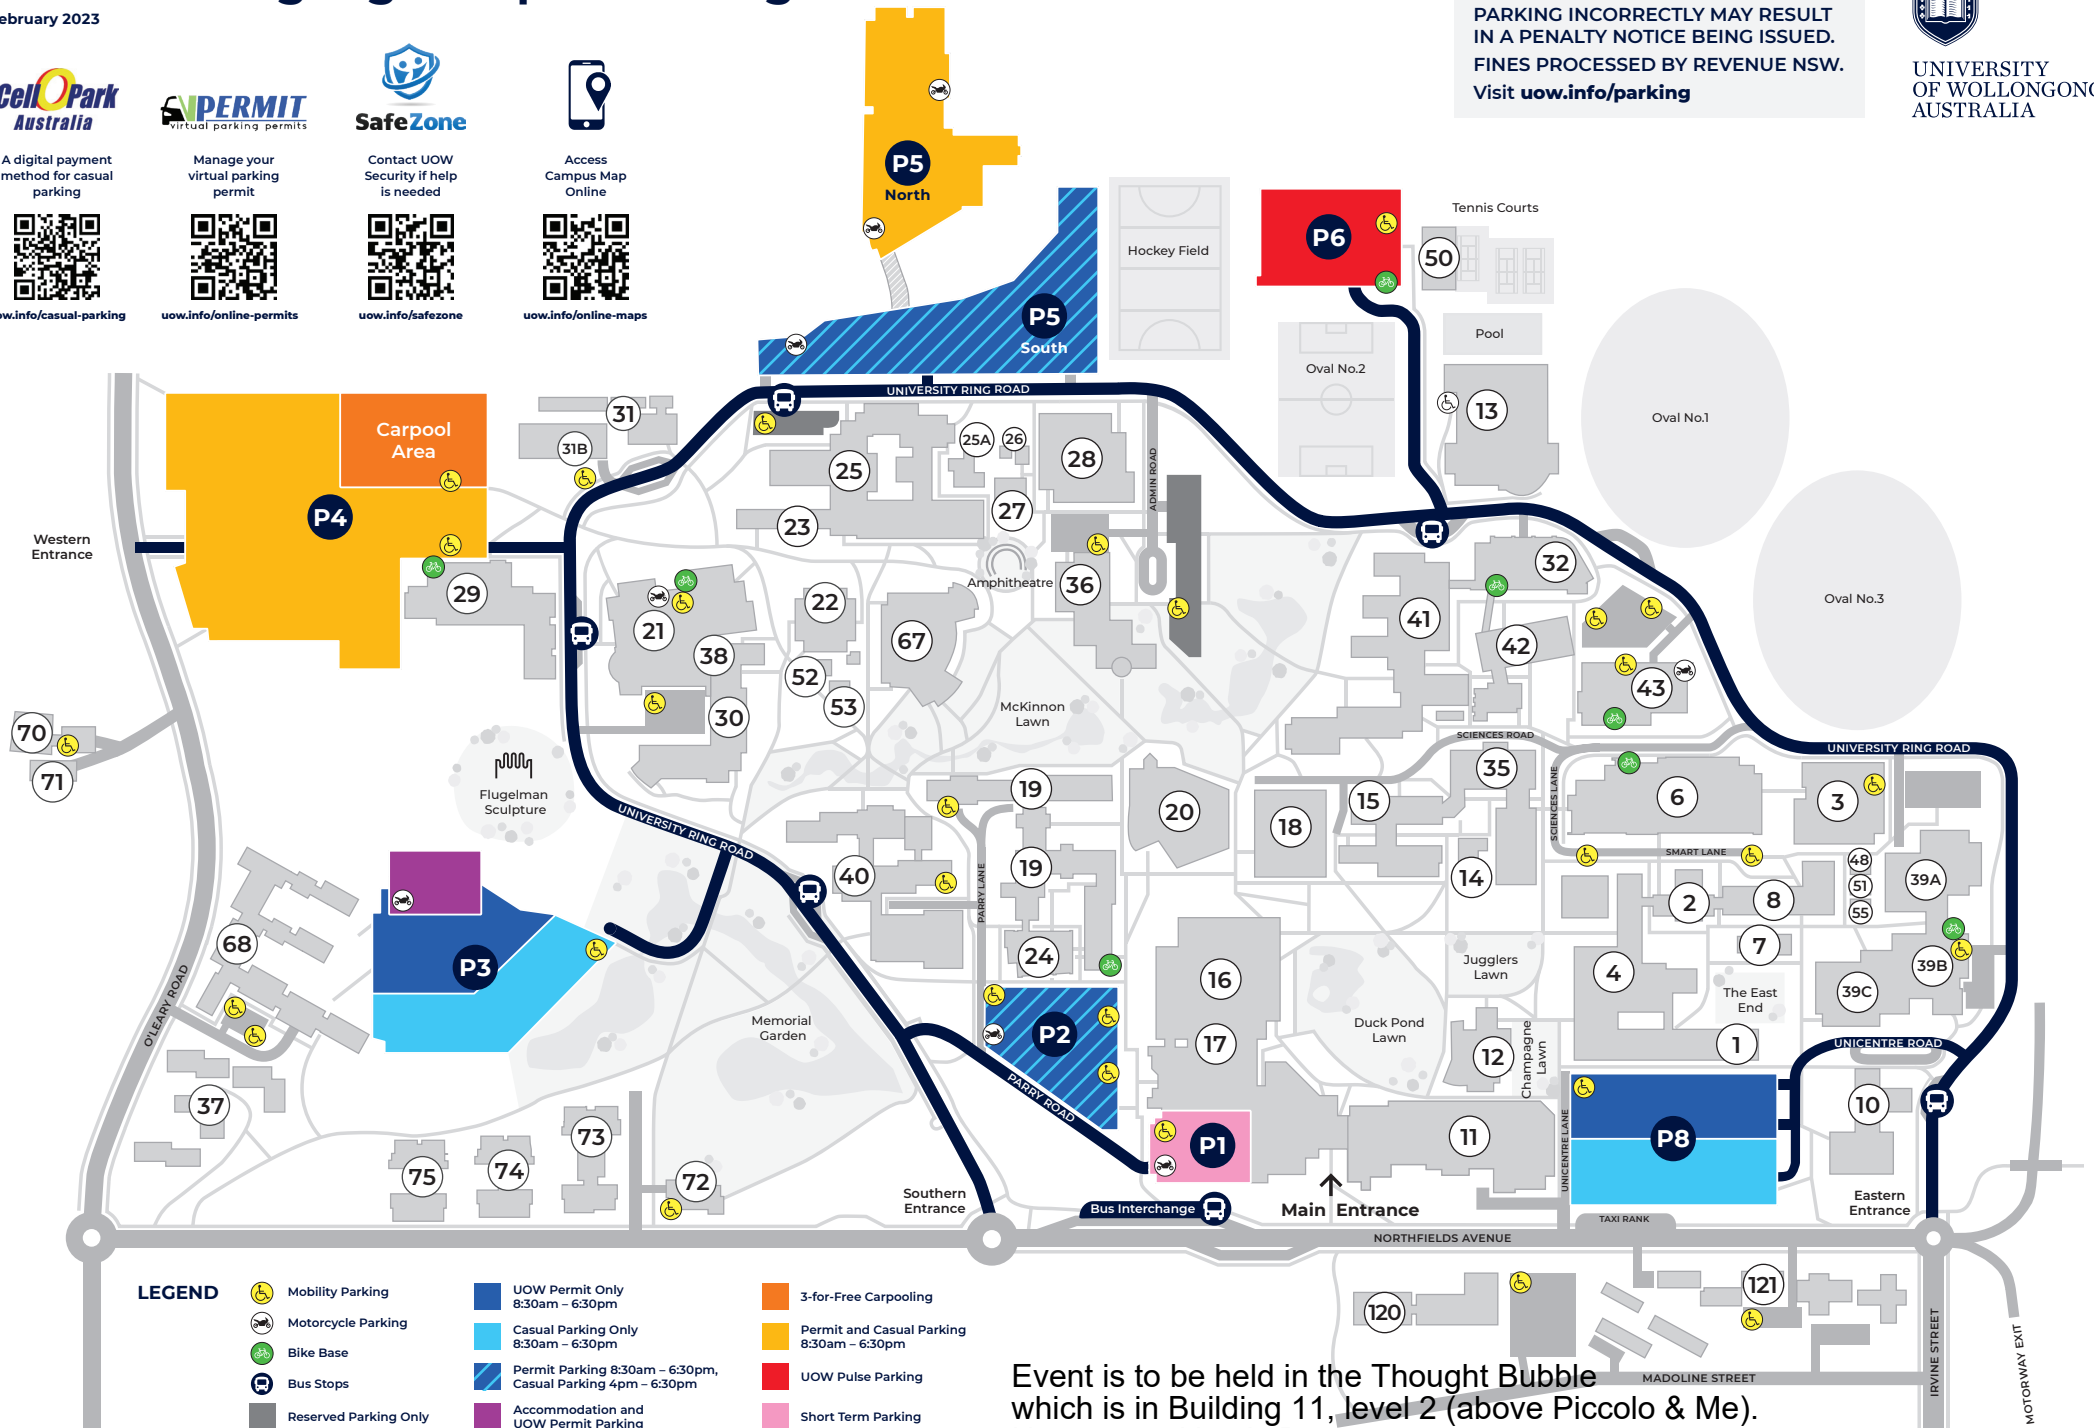 ebruary 2023
PARKING INCORRECTLY MAY RESULT
IN A PENALTY NOTICE BEING ISSUED.
FINES PROCESSED BY REVENUE NSW.
Visit uow.info/parking
UNIVERSITY
OF WOLLONGONG
AUSTRALIA
CellOPark
Australia
VPERMIT
virtual parking permits
SafeZone
A digital payment
method for casual
parking
Manage your
virtual parking
permit
Contact UOW
Security if help
is needed
Access
Campus Map
Online
ow.info/casual-parking
uow.info/online-permits
uow.info/safezone
uow.info/online-maps
P5
North
P5
South
Hockey Field
P6
50
Tennis Courts
Pool
Oval No.2
13
Oval No.1
Oval No.3
UNIVERSITY RING ROAD
Carpool
Area
P4
Western
Entrance
31
31B
25
25A
26
28
27
23
ADMIN ROAD
Amphitheatre
36
29
21
38
22
67
52
53
30
41
32
42
43
McKinnon
Lawn
70
71
Flugelman
Sculpture
UNIVERSITY RING ROAD
SCIENCES ROAD
UNIVERSITY RING ROAD
19
20
18
15
35
SCIENCES LANE
6
3
SMART LANE
40
19
PARRY LANE
14
2
8
48
51
55
39A
7
68
P3
O'LEARY ROAD
24
16
Jugglers
Lawn
4
39B
39C
The East
End
Memorial
Garden
P2
17
Duck Pond
Lawn
12
Champagne
Lawn
1
UNICENTRE ROAD
PARRY ROAD
37
73
75
74
72
P1
11
UNICENTRE LANE
P8
10
Southern
Entrance
Bus Interchange
Main Entrance
Eastern
Entrance
TAXI RANK
NORTHFIELDS AVENUE
120
121
MADOLINE STREET
IRVINE STREET
MOTORWAY EXIT
LEGEND
Mobility Parking
Motorcycle Parking
Bike Base
Bus Stops
Reserved Parking Only
UOW Permit Only
8:30am – 6:30pm
Casual Parking Only
8:30am – 6:30pm
Permit Parking 8:30am – 6:30pm,
Casual Parking 4pm – 6:30pm
Accommodation and
UOW Permit Parking
3-for-Free Carpooling
Permit and Casual Parking
8:30am – 6:30pm
UOW Pulse Parking
Short Term Parking
Event is to be held in the Thought Bubble
which is in Building 11, level 2 (above Piccolo & Me).